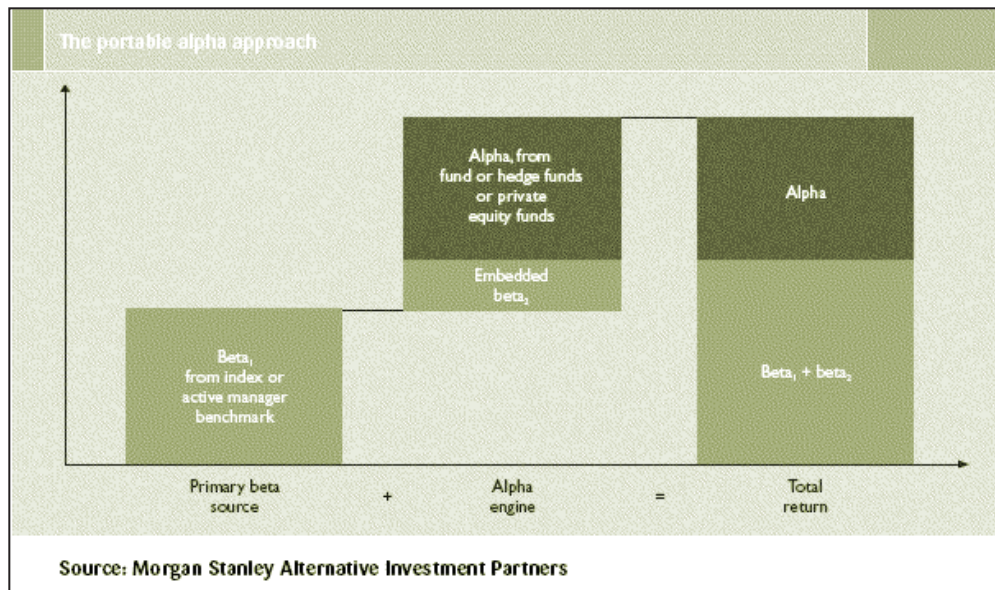 The portable alpha approach
Alpha, from
fund or hedge funds
or private
equity funds
Embedded
beta₂
Beta₁
from index or
active manager
benchmark
Alpha
Beta₁ + beta₂
Primary beta
source
+
Alpha
engine
=
Total
return
Source: Morgan Stanley Alternative Investment Partners